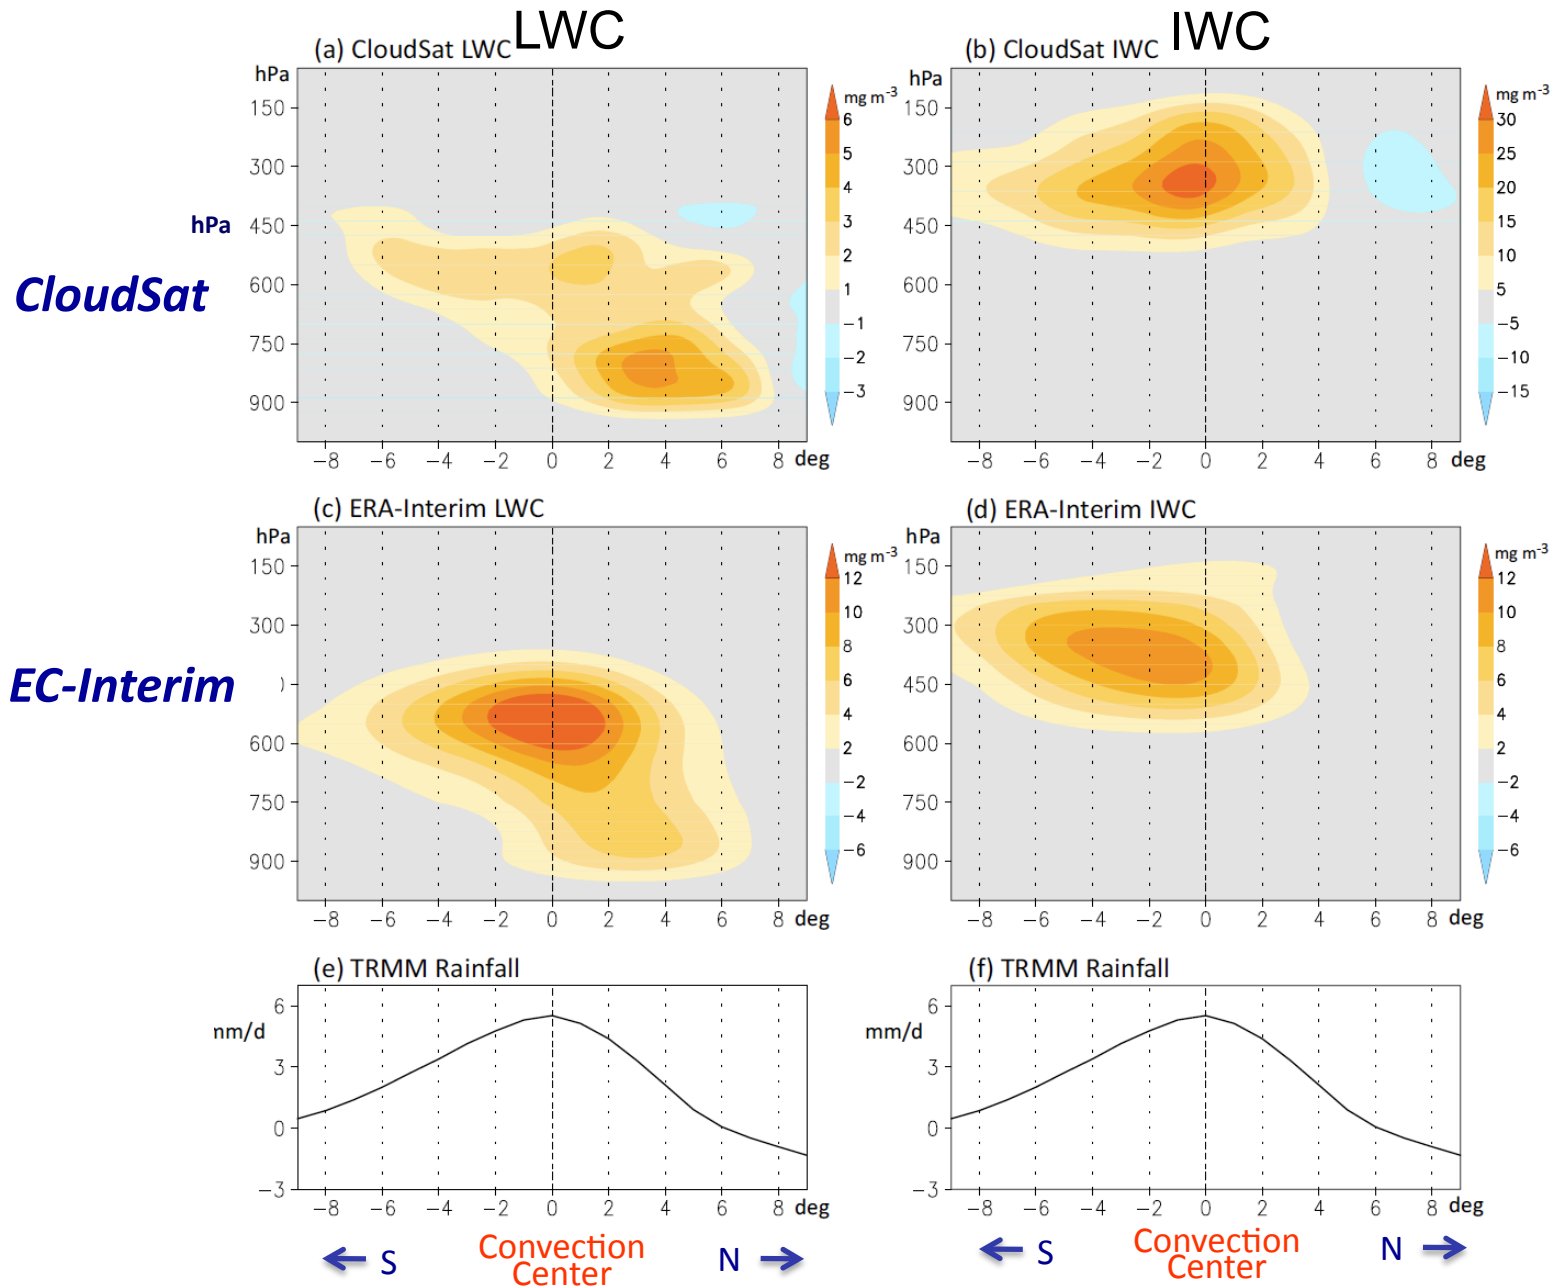 LWC
IWC
(a) CloudSat LWC
(b) CloudSat IWC
hPa
150
300
450
600
750
900
mg m-3
6
5
4
3
2
1
−1
−2
−3
−8 −6 −4 −2 0 2 4 6 8 deg
hPa
150
300
450
600
750
900
mg m-3
30
25
20
15
10
5
−5
−10
−15
−8 −6 −4 −2 0 2 4 6 8 deg
hPa
CloudSat
(c) ERA-Interim LWC
(d) ERA-Interim IWC
hPa
150
300
)
600
750
900
mg m-3
12
10
8
6
4
2
−2
−4
−6
−8 −6 −4 −2 0 2 4 6 8 deg
hPa
150
300
450
600
750
900
mg m-3
12
10
8
6
4
2
−2
−4
−6
−8 −6 −4 −2 0 2 4 6 8 deg
EC-Interim
(e) TRMM Rainfall
(f) TRMM Rainfall
6
mm/d
3
0
−3
−8 −6 −4 −2 0 2 4 6 8 deg
6
mm/d
3
0
−3
−8 −6 −4 −2 0 2 4 6 8 deg
S
Convection
Center
N
S
Convection
Center
N